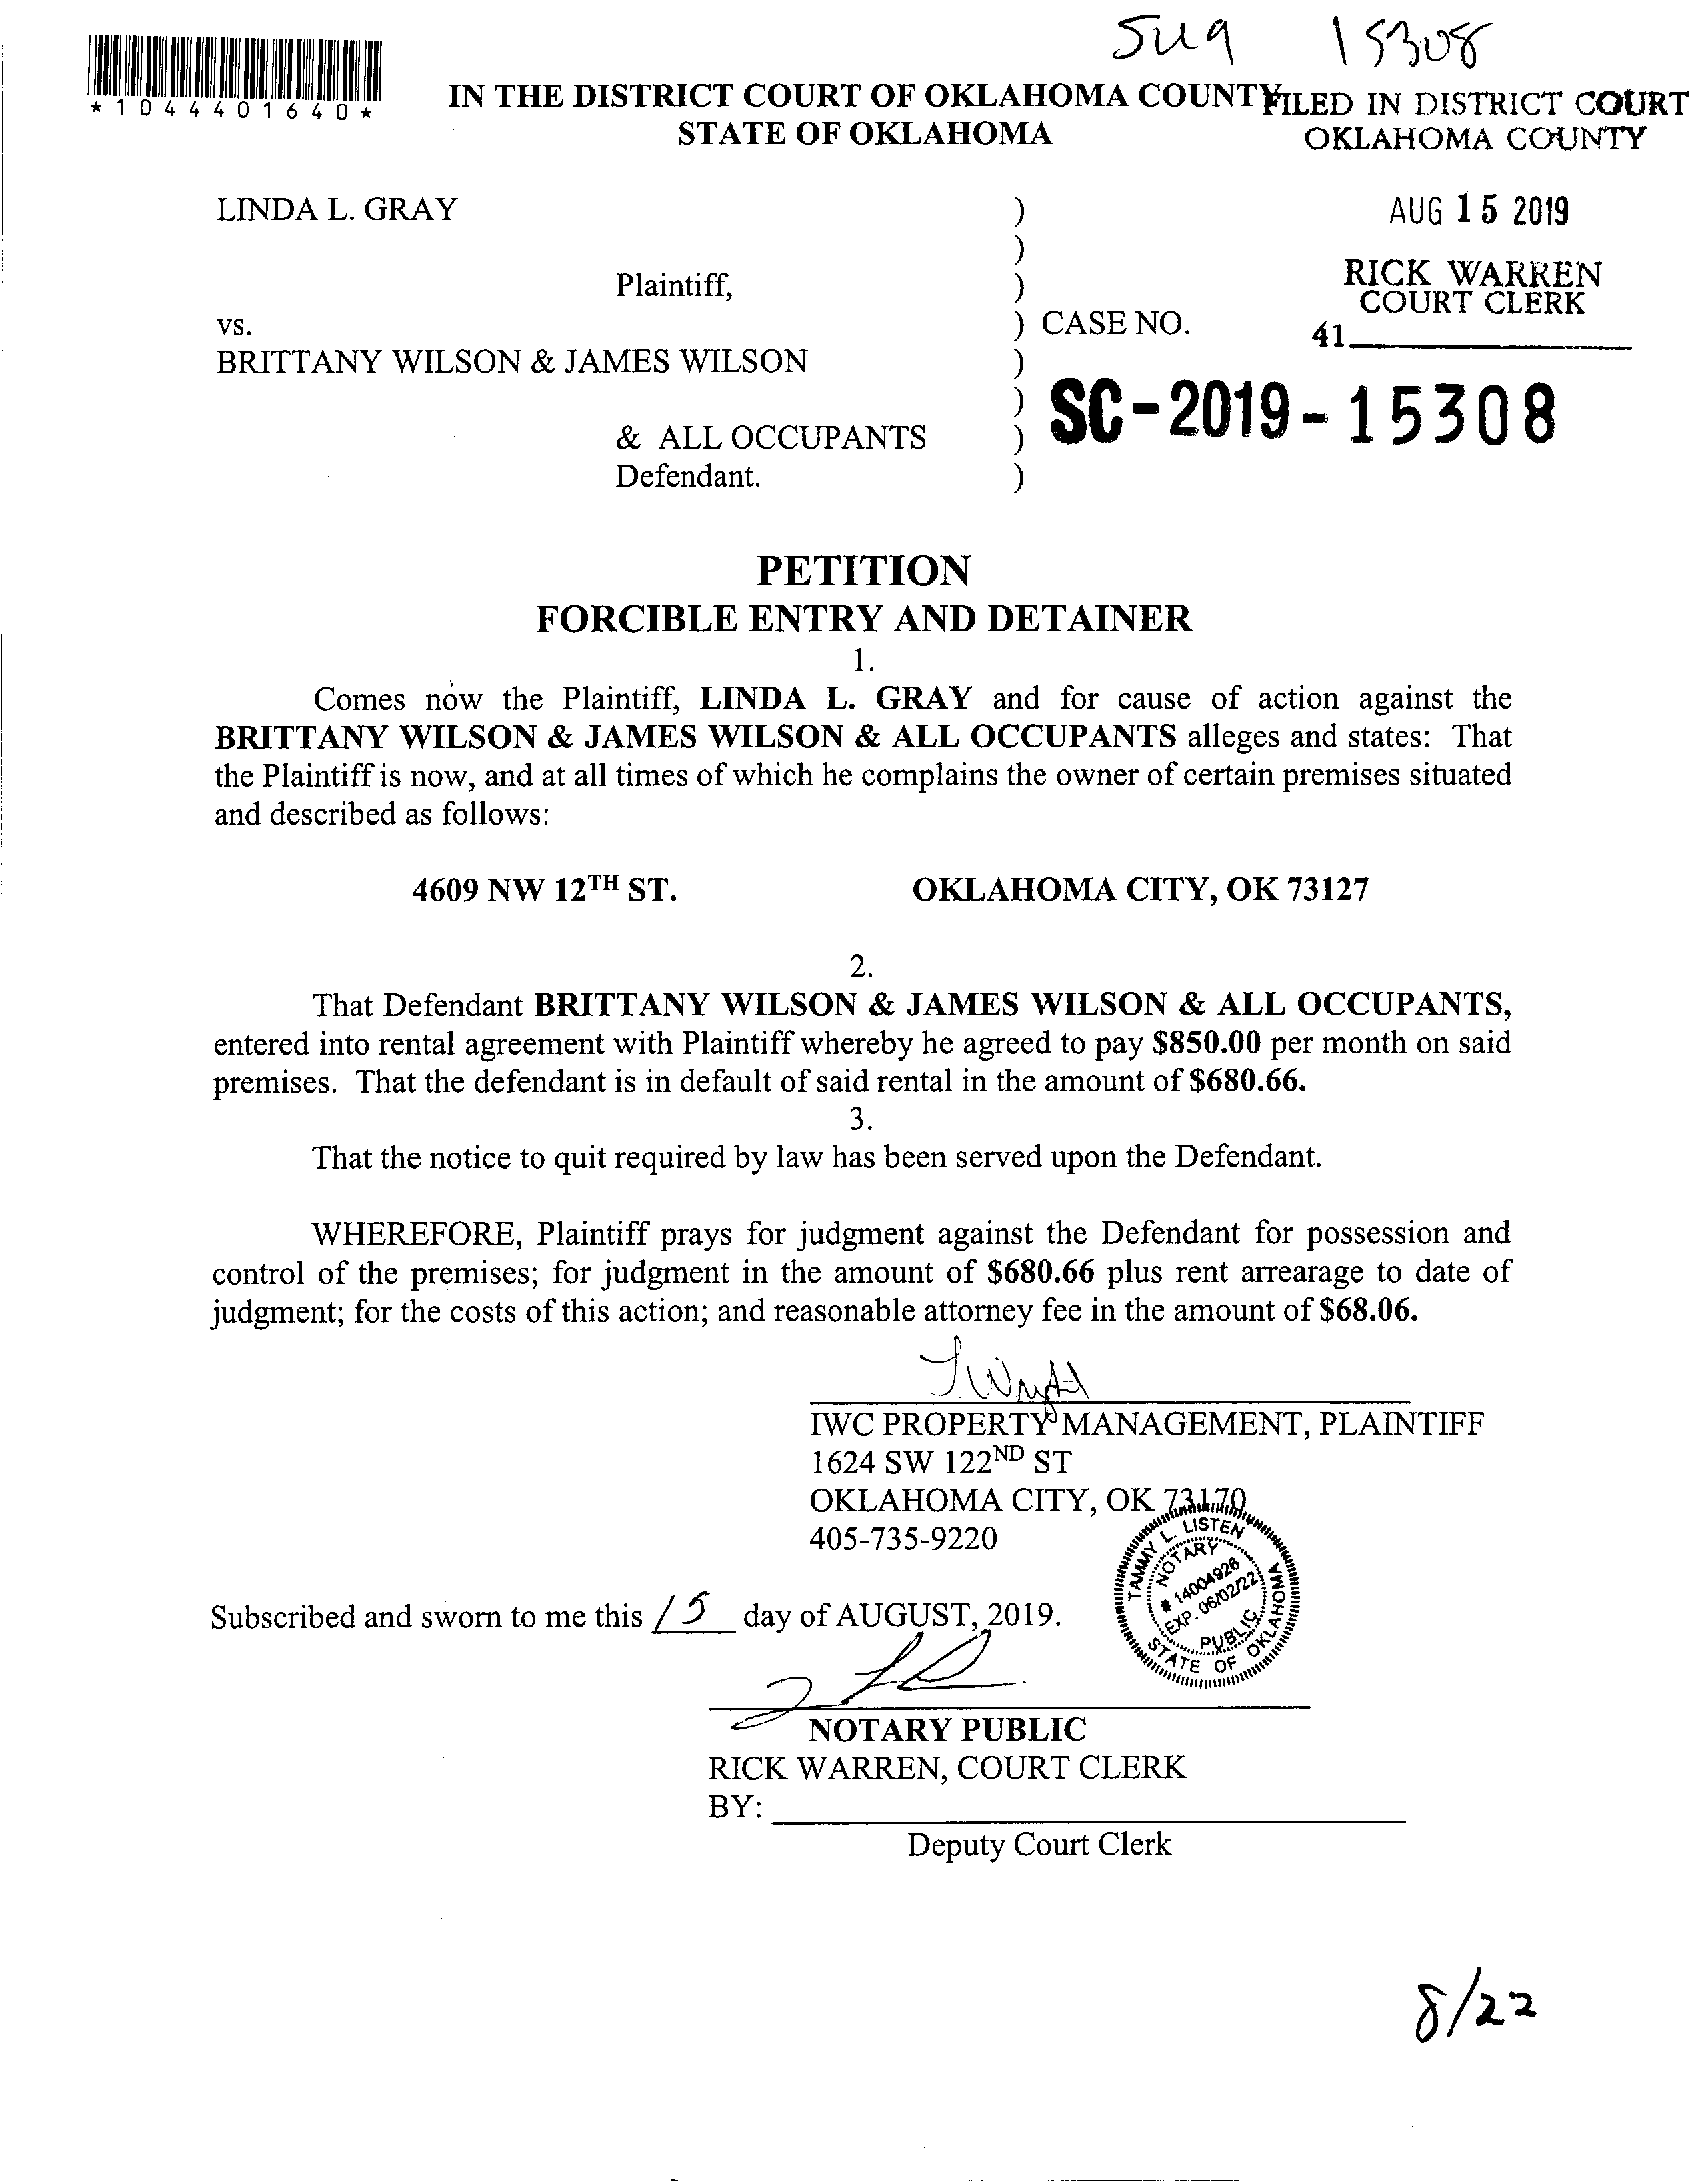 SC19 15308
*1044401640*
IN THE DISTRICT COURT OF OKLAHOMA COUNTY
STATE OF OKLAHOMA
FILED IN DISTRICT COURT
OKLAHOMA COUNTY
AUG 15 2019
RICK WARREN
COURT CLERK
41
LINDA L. GRAY )
)
Plaintiff, )
vs. ) CASE NO.
BRITTANY WILSON & JAMES WILSON )
) SC-2019-15308
& ALL OCCUPANTS )
Defendant. )
PETITION
FORCIBLE ENTRY AND DETAINER
1.
Comes now the Plaintiff, LINDA L. GRAY and for cause of action against the
BRITTANY WILSON & JAMES WILSON & ALL OCCUPANTS alleges and states: That
the Plaintiff is now, and at all times of which he complains the owner of certain premises situated
and described as follows:
4609 NW 12TH ST. OKLAHOMA CITY, OK 73127
2.
That Defendant BRITTANY WILSON & JAMES WILSON & ALL OCCUPANTS,
entered into rental agreement with Plaintiff whereby he agreed to pay $850.00 per month on said
premises. That the defendant is in default of said rental in the amount of $680.66.
3.
That the notice to quit required by law has been served upon the Defendant.
WHEREFORE, Plaintiff prays for judgment against the Defendant for possession and
control of the premises; for judgment in the amount of $680.66 plus rent arrearage to date of
judgment; for the costs of this action; and reasonable attorney fee in the amount of $68.06.
IWC PROPERTY MANAGEMENT, PLAINTIFF
1624 SW 122ND ST
OKLAHOMA CITY, OK 73170
405-735-9220
TAMMY L. LISTEN
NOTARY
# 14004926
EXP. 06/02/22
PUBLIC
STATE OF OKLAHOMA
Subscribed and sworn to me this 15 day of AUGUST, 2019.
NOTARY PUBLIC
RICK WARREN, COURT CLERK
BY:
Deputy Court Clerk
8/22